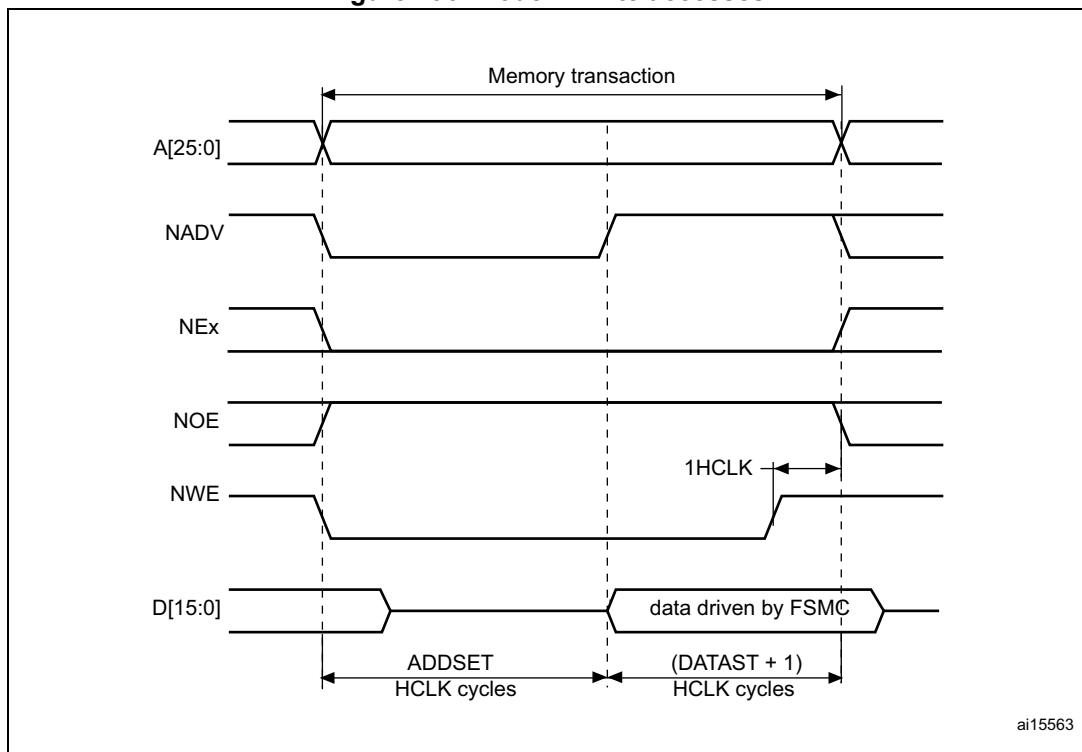 Memory transaction
A[25:0]
NADV
NEx
NOE
1HCLK
NWE
D[15:0]
data driven by FSMC
ADDSET
HCLK cycles
(DATAST + 1)
HCLK cycles
ai15563